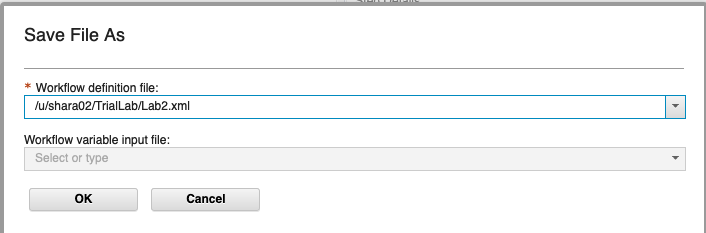 Save File As
* Workflow definition file:
/u/shara02/TrialLab/Lab2.xml
Workflow variable input file:
Select or type
OK Cancel